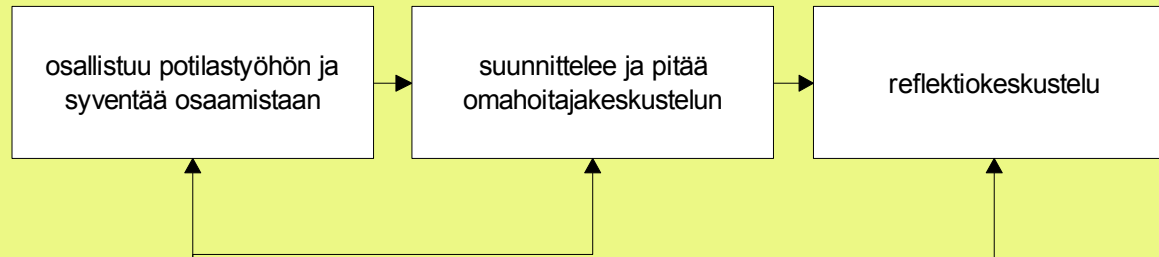 osallistuu potilastyöhön ja
syventää osaamistaan
suunnittelee ja pitää
omahoitajakeskustelun
reflektiokeskustelu